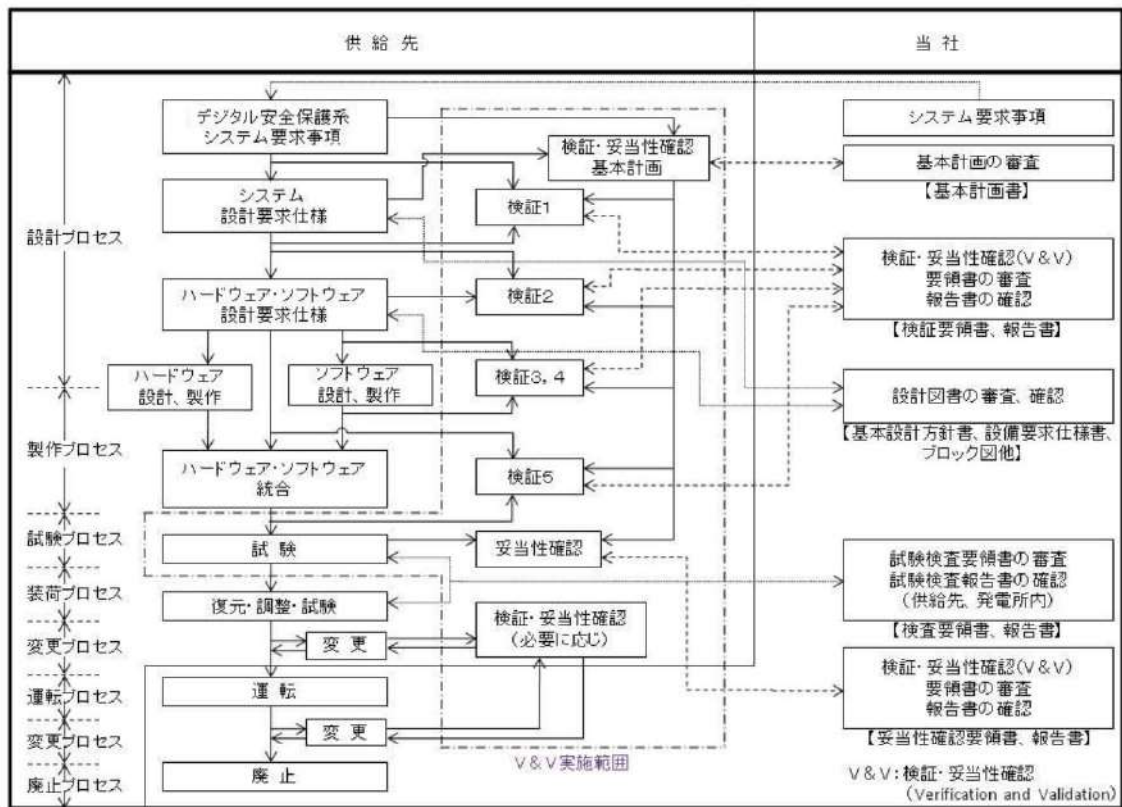 供給先
当社
デジタル安全保護系
システム要求事項
システム要求事項
検証・妥当性確認
基本計画
基本計画の審査
【基本計画書】
システム
設計要求仕様
検証1
設計プロセス
検証・妥当性確認(V&V)
要領書の審査
報告書の確認
【検証要領書、報告書】
ハードウェア・ソフトウェア
設計要求仕様
検証2
ハードウェア
設計、製作
ソフトウェア
設計、製作
検証3，4
設計図書の審査、確認
【基本設計方針書、設備要求仕様書、
ブロック図他】
製作プロセス
ハードウェア・ソフトウェア
統合
検証5
試験プロセス
試験
妥当性確認
試験検査要領書の審査
試験検査報告書の確認
(供給先、発電所内)
【検査要領書、報告書】
装荷プロセス
復元・調整・試験
変更プロセス
変更
検証・妥当性確認
(必要に応じ)
検証・妥当性確認(V&V)
要領書の審査
報告書の確認
【妥当性確認要領書、報告書】
運転プロセス
運転
変更プロセス
変更
V&V実施範囲
廃止プロセス
廃止
V&V：検証・妥当性確認
(Verification and Validation)